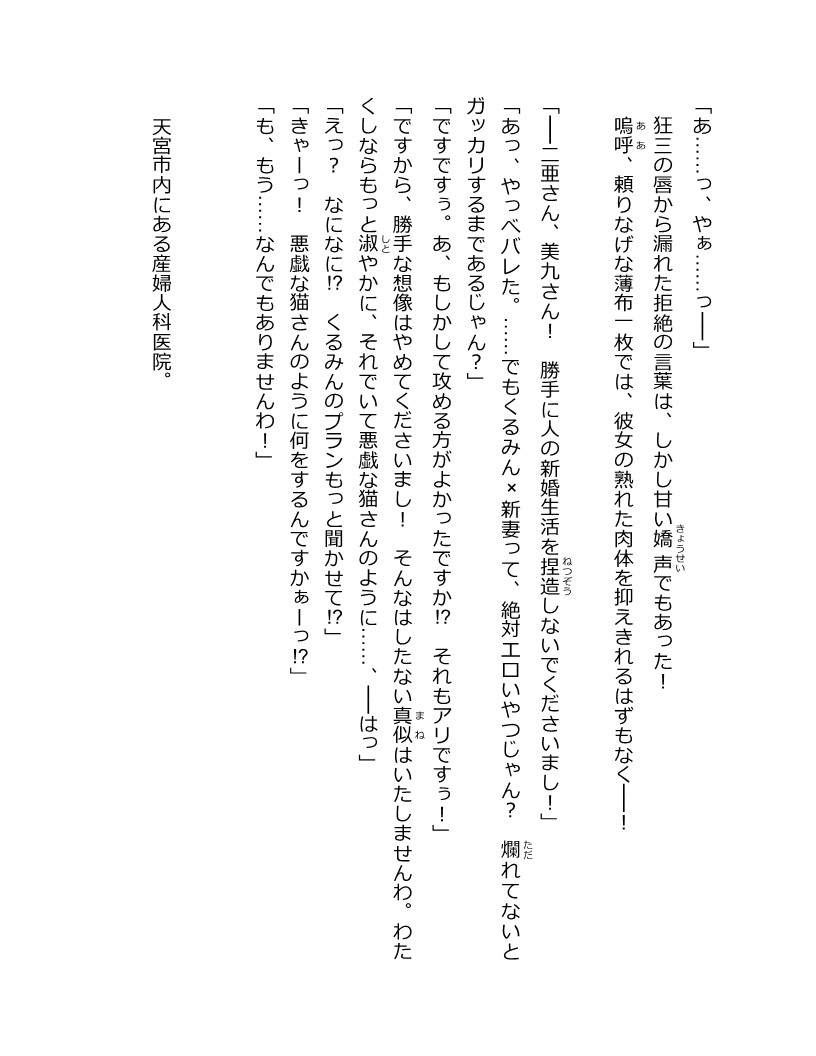 「あ……っ、やぁ……っ――」
狂三の唇から漏れた拒絶の言葉は、しかし甘い嬌声でもあった！
嗚呼、頼りなげな薄布一枚では、彼女の熟れた肉体を抑えきれるはずもなく――！
「――二亜さん、美九さん！　勝手に人の新婚生活を捏造しないでくださいまし！」
「あっ、やっべバレた。……でもくるみん×新妻って、絶対エロいやつじゃん？　爛れてないと
ガッカリするまであるじゃん？」
「ですですぅ。あ、もしかして攻める方がよかったですか!?　それもアリですぅ！」
「ですから、勝手な想像はやめてくださいまし！　そんなはしたない真似はいたしませんわ。わた
くしならもっと淑やかに、それでいて悪戯な猫さんのように……、――はっ」
「えっ？　なになに!?　くるみんのプランもっと聞かせて!?」
「きゃーっ！　悪戯な猫さんのように何をするんですかぁーっ!?」
「も、もう……なんでもありませんわ！」
天宮市内にある産婦人科医院。